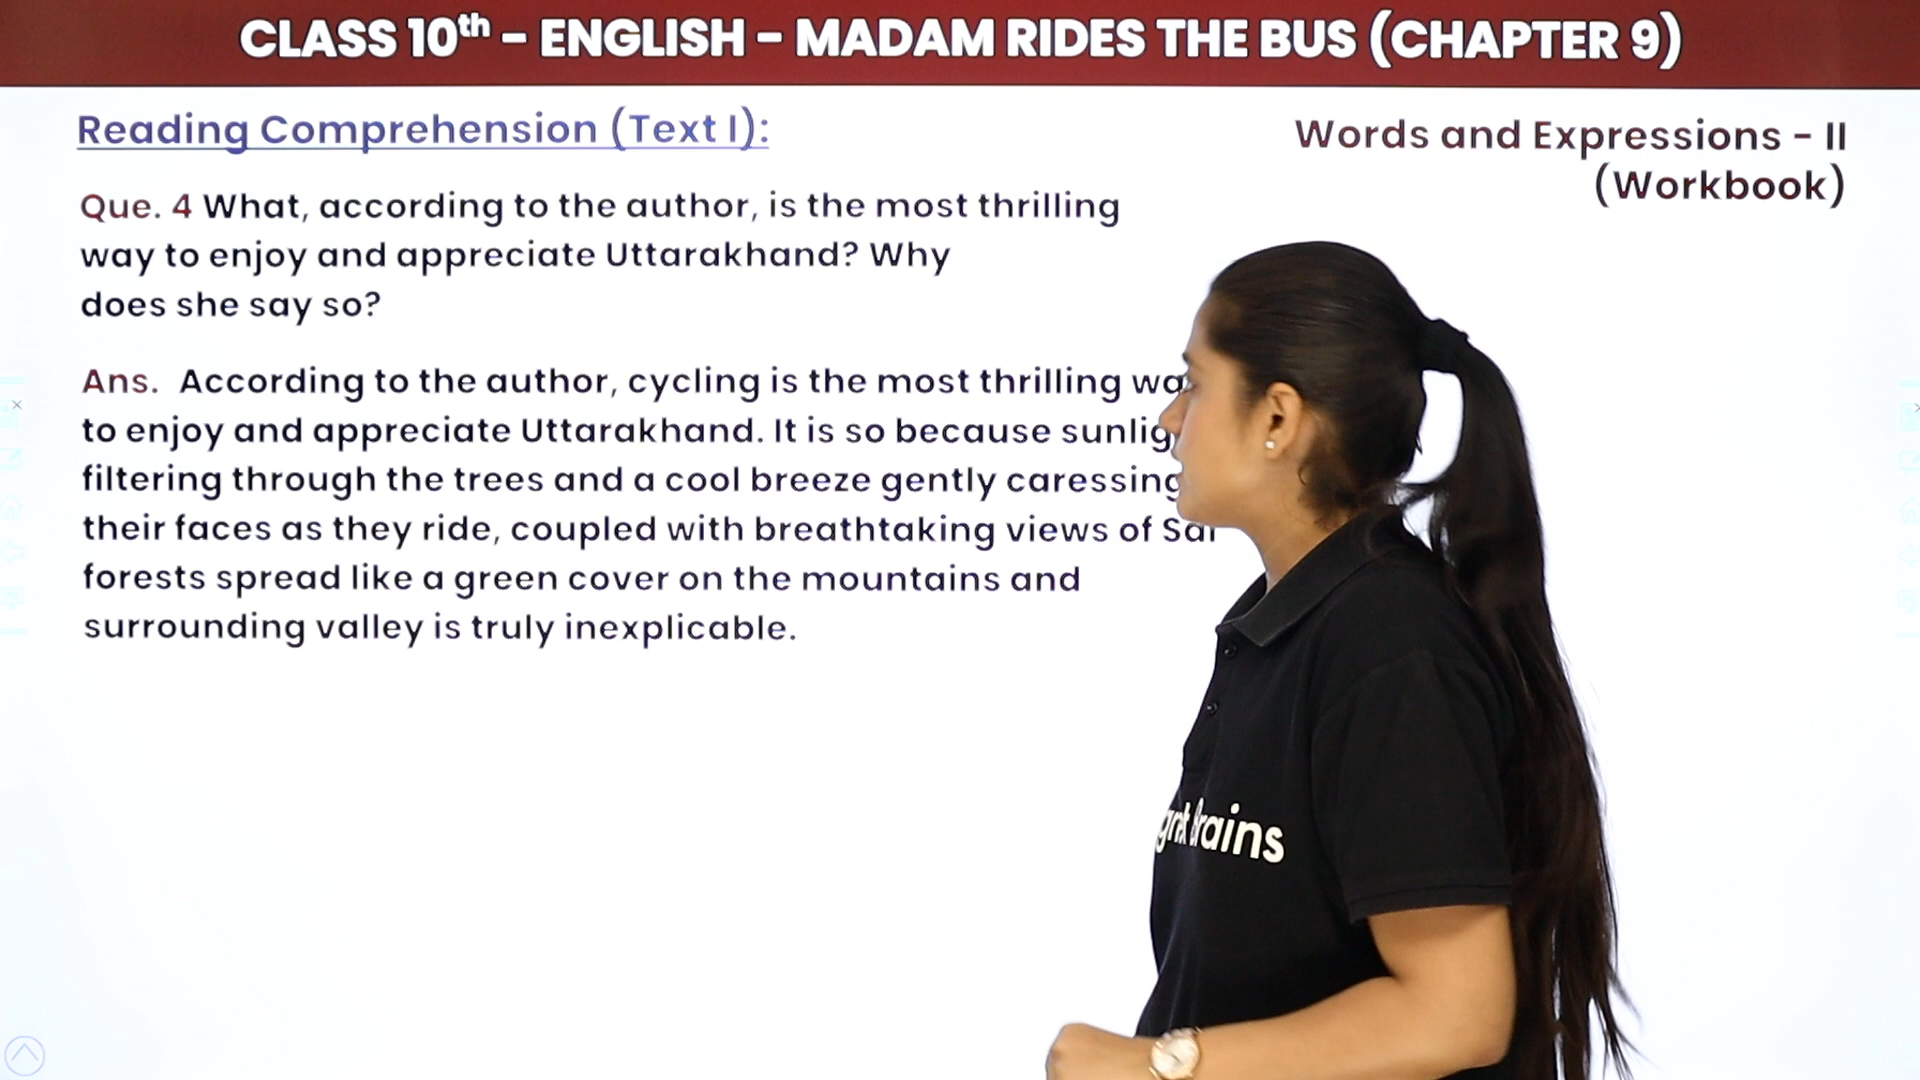 CLASS 10th – ENGLISH – MADAM RIDES THE BUS (CHAPTER 9)
Reading Comprehension (Text I):
Words and Expressions – II
(Workbook)
Que. 4 What, according to the author, is the most thrilling
way to enjoy and appreciate Uttarakhand? Why
does she say so?
Ans. According to the author, cycling is the most thrilling
to enjoy and appreciate Uttarakhand. It is so because
filtering through the trees and a cool breeze gently caressing
their faces as they ride, coupled with breathtaking views of Sal
forests spread like a green cover on the mountains and
surrounding valley is truly inexplicable.